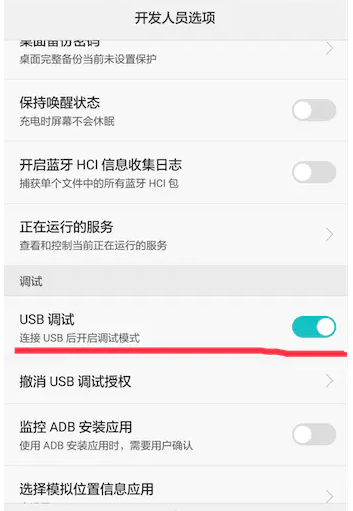 开发人员选项
桌面备份密码
桌面完整备份当前未设置保护
保持唤醒状态
充电时屏幕不会休眠
开启蓝牙 HCI 信息收集日志
捕获单个文件中的所有蓝牙 HCI 包
正在运行的服务
查看和控制当前正在运行的服务
调试
USB 调试
连接 USB 后开启调试模式
撤消 USB 调试授权
监控 ADB 安装应用
使用 ADB 安装应用时，需要用户确认
选择模拟位置信息应用